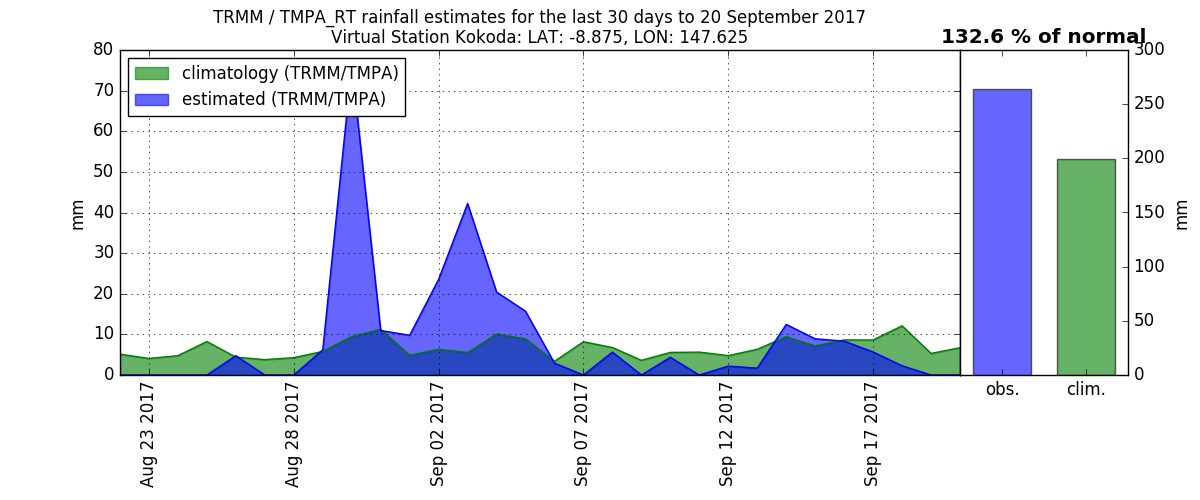 TRMM / TMPA_RT rainfall estimates for the last 30 days to 20 September 2017
Virtual Station Kokoda: LAT: -8.875, LON: 147.625
132.6 % of normal
climatology (TRMM/TMPA)
estimated (TRMM/TMPA)
mm
80
70
60
50
40
30
20
10
0
Aug 23 2017
Aug 28 2017
Sep 02 2017
Sep 07 2017
Sep 12 2017
Sep 17 2017
300
250
200
150
100
50
0
mm
obs.
clim.